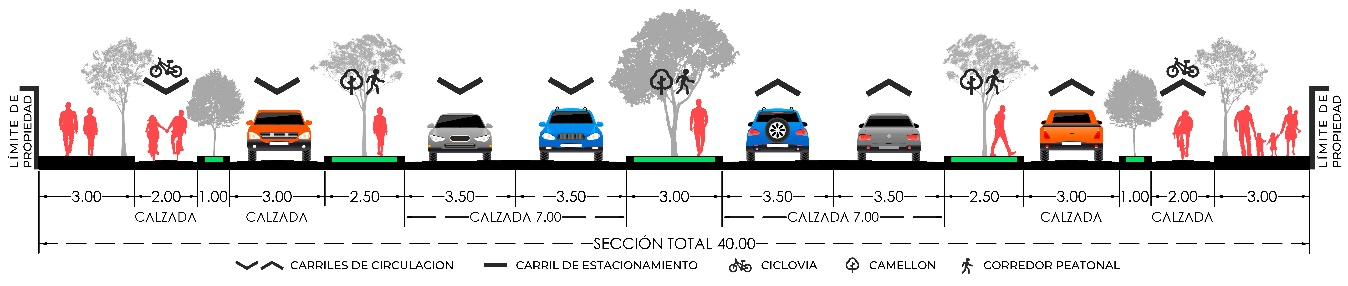 LÍMITE DE
PROPIEDAD
LÍMITE DE
PROPIEDAD
3.00 2.00 1.00 3.00 2.50 3.50 3.50 3.00 3.50 3.50 2.50 3.00 1.00 2.00 3.00
CALZADA CALZADA CALZADA 7.00 CALZADA 7.00 CALZADA CALZADA
SECCIÓN TOTAL 40.00
CARRILES DE CIRCULACION CARRIL DE ESTACIONAMIENTO CICLOVIA CAMELLON CORREDOR PEATONAL